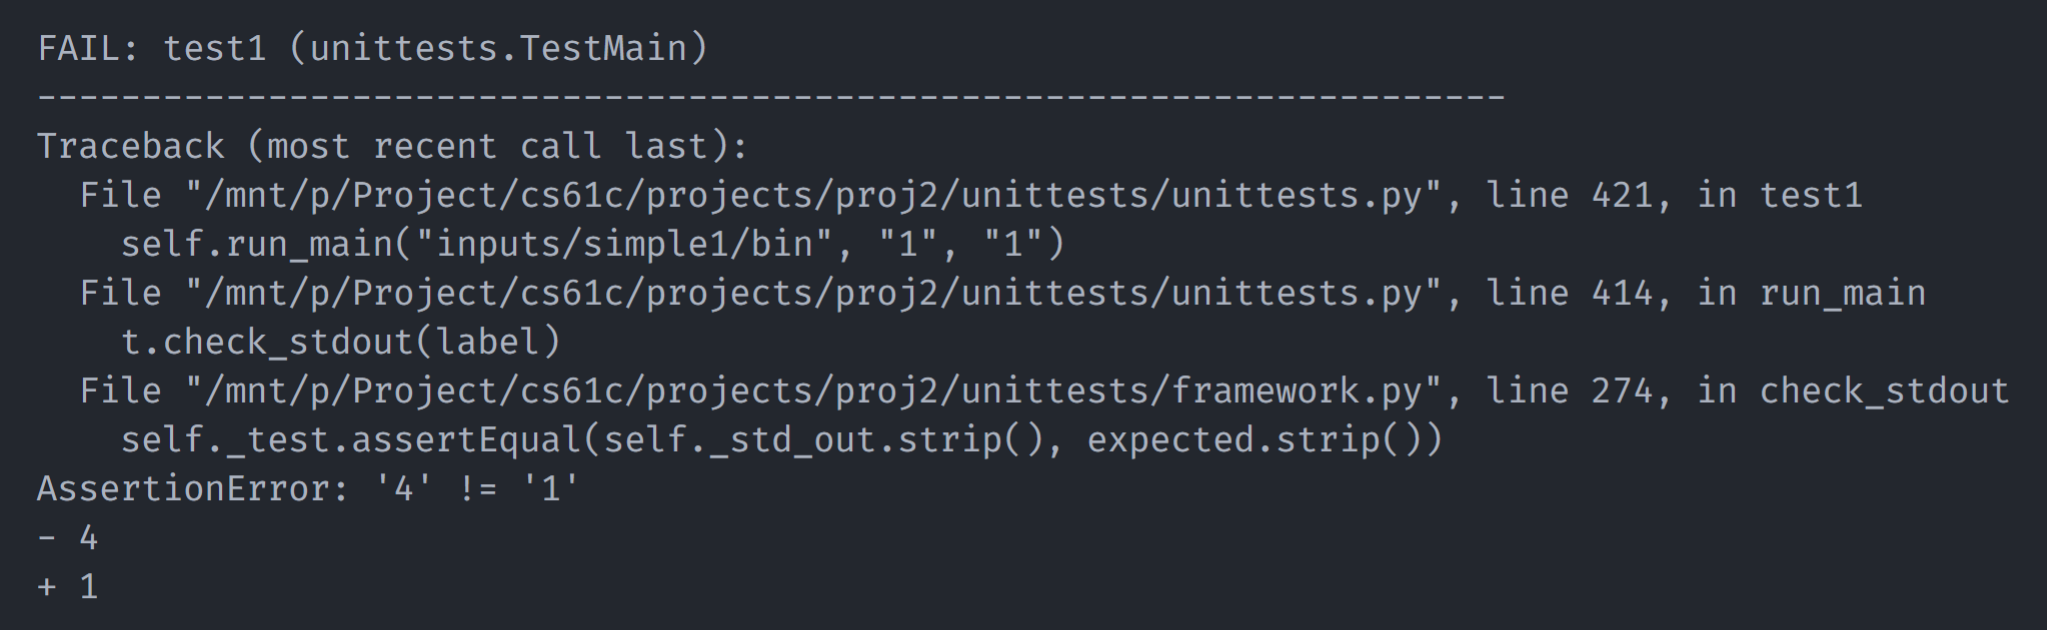 FAIL: test1 (unittests.TestMain)
----------------------------------------------------------------------
Traceback (most recent call last):
  File "/mnt/p/Project/cs61c/projects/proj2/unittests/unittests.py", line 421, in test1
    self.run_main("inputs/simple1/bin", "1", "1")
  File "/mnt/p/Project/cs61c/projects/proj2/unittests/unittests.py", line 414, in run_main
    t.check_stdout(label)
  File "/mnt/p/Project/cs61c/projects/proj2/unittests/framework.py", line 274, in check_stdout
    self._test.assertEqual(self._std_out.strip(), expected.strip())
AssertionError: '4' != '1'
- 4
+ 1